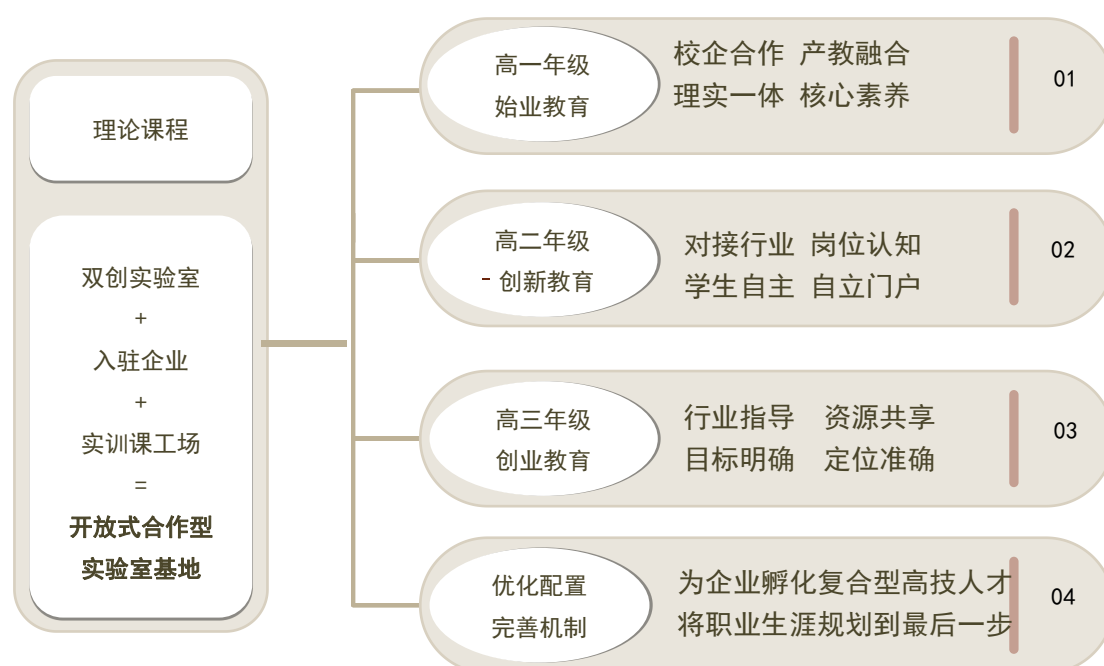 理论课程
双创实验室
+
入驻企业
+
实训课工场
=
开放式合作型
实验室基地
高一年级
始业教育
校企合作 产教融合
理实一体 核心素养
01
高二年级
- 创新教育
对接行业 岗位认知
学生自主 自立门户
02
高三年级
创业教育
行业指导 资源共享
目标明确 定位准确
03
优化配置
完善机制
为企业孵化复合型高技人才
将职业生涯规划到最后一步
04